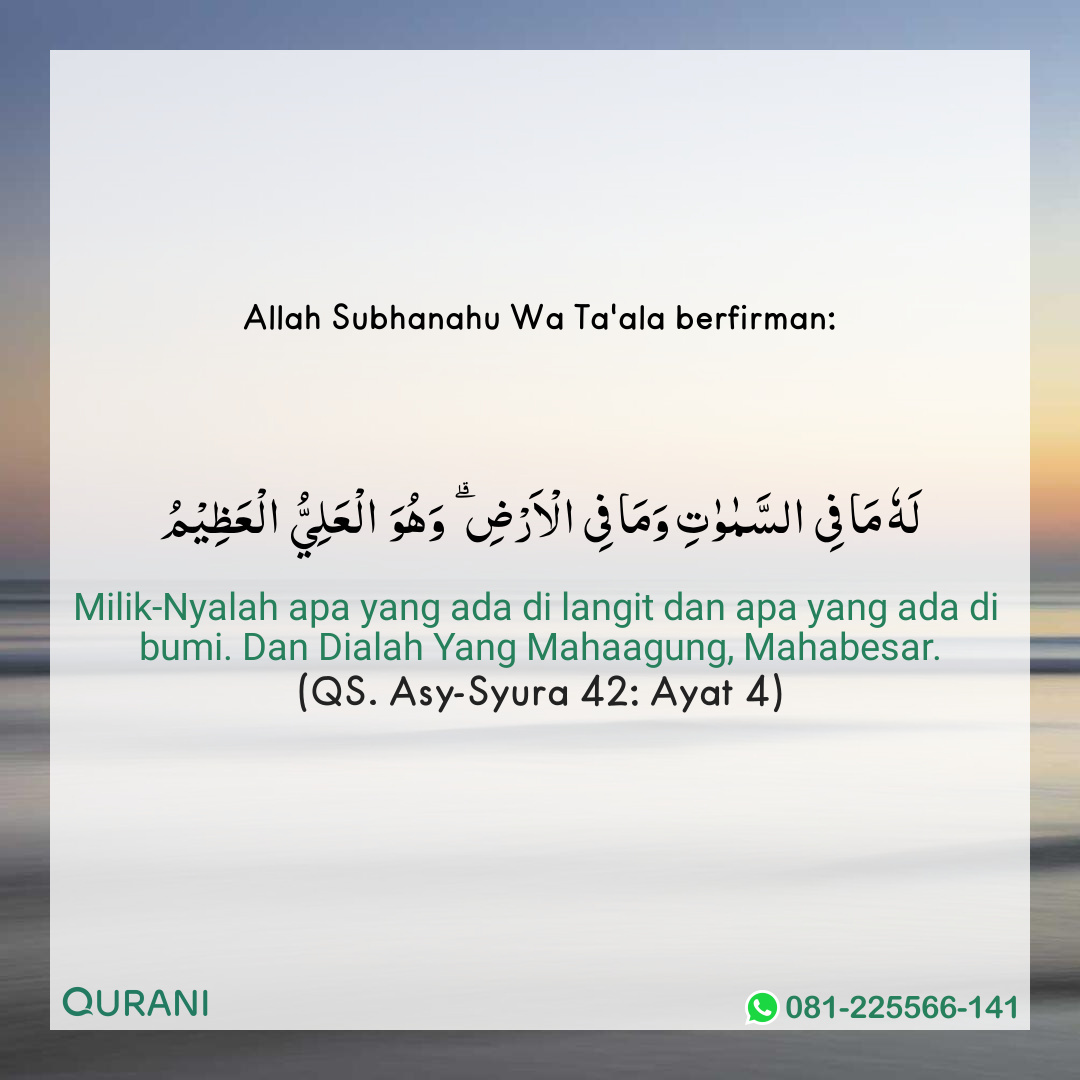 Allah Subhanahu Wa Ta'ala berfirman:
لَهٗ مَا فِى السَّمٰوٰتِ وَمَا فِى الْاَرْضِ ۗ وَهُوَ الْعَلِيُّ الْعَظِيْمُ
Milik-Nyalah apa yang ada di langit dan apa yang ada di
bumi. Dan Dialah Yang Mahaagung, Mahabesar.
(QS. Asy-Syura 42: Ayat 4)
QURANI
081-225566-141